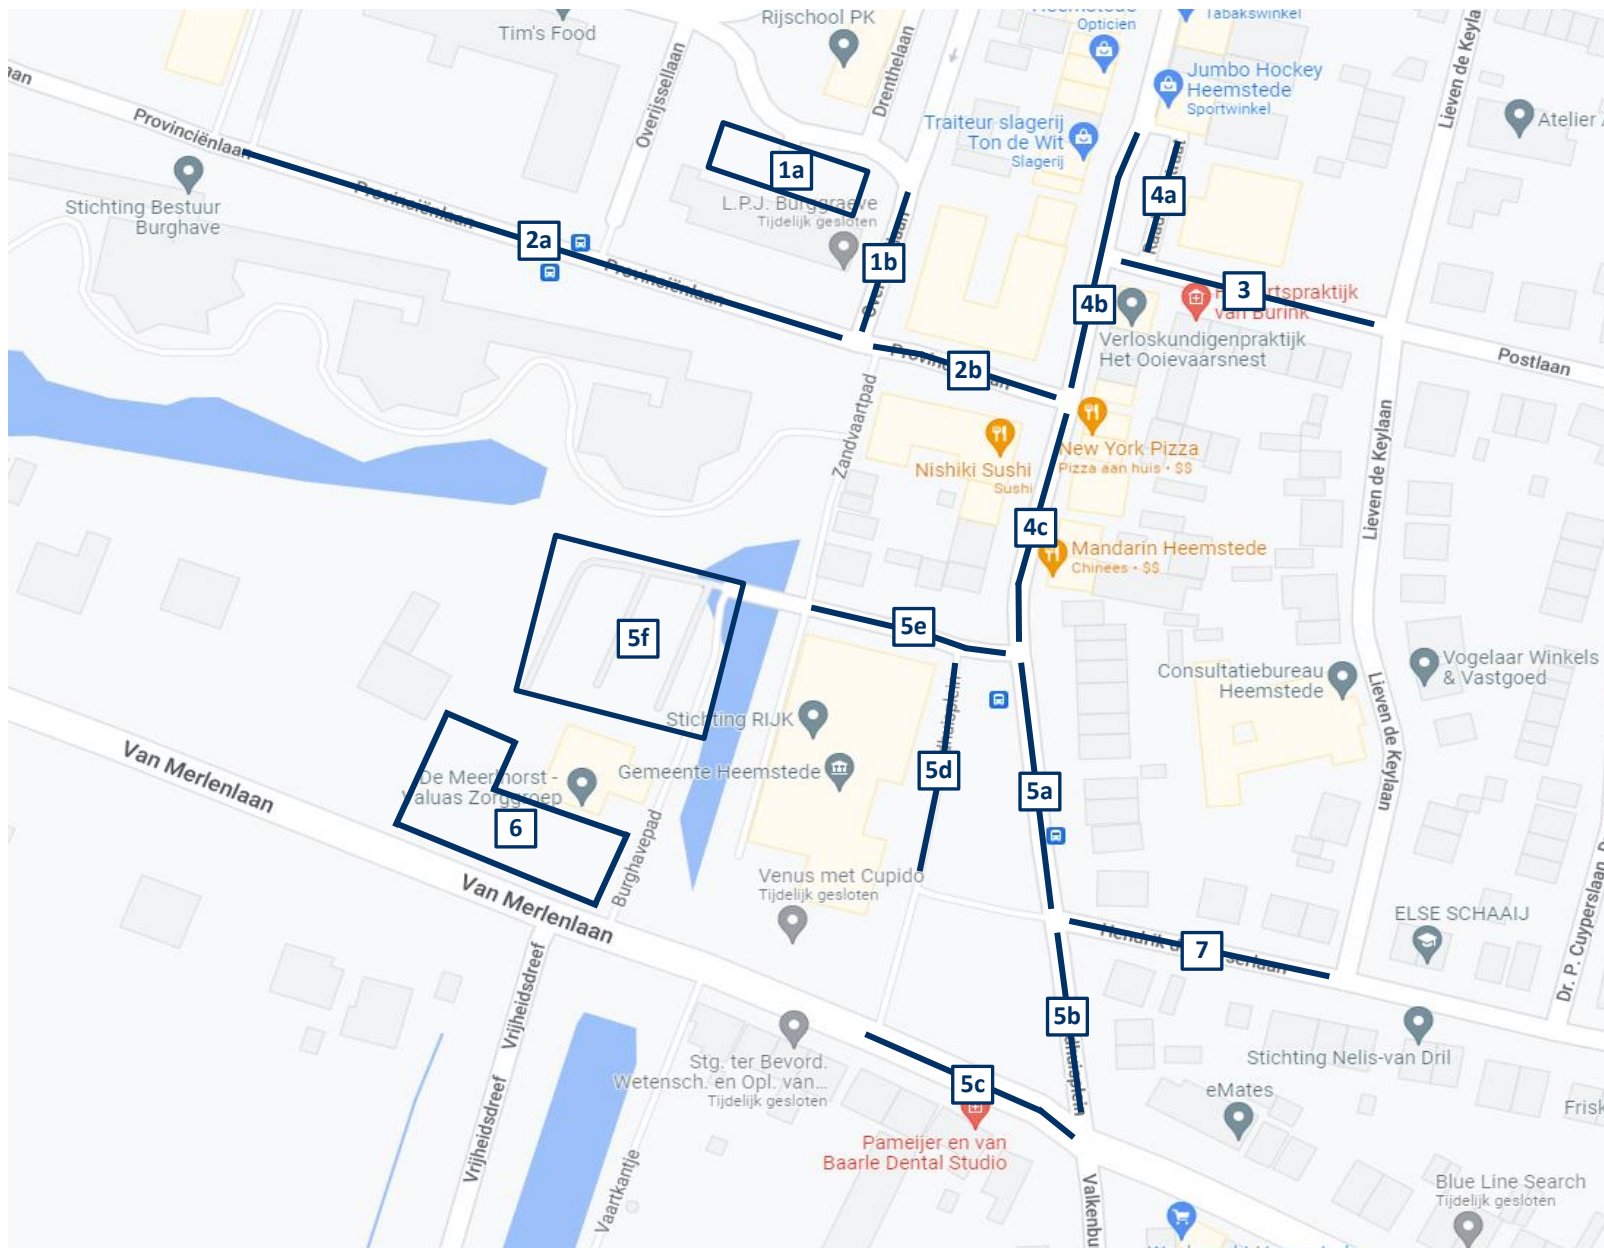 Rijschool PK
Tim's Food
Opticien
Tabakswinkel
Jumbo Hockey
Heemstede
Sportwinkel
Lieven de Keyla
Atelier
Drenthelaan
Overijssellaan
Traiteur slagerij
Ton de Wit
Slagerij
Provinciënlaan
Stichting Bestuur
Burghave
1a
L.P.J. Burggraeve
Tijdelijk gesloten
4a
Provinciënlaan
2a
1b
Provinciënlaan
3
van Burink
4b
Verloskundigenpraktijk
Het Ooievaarsnest
Postlaan
2b
Zandvaartpad
Lieven de Keylaan
New York Pizza
Pizza aan huis • $$
Nishiki Sushi
Sushi
4c
Mandarin Heemstede
Chinees • $$
5f
5e
Consultatiebureau
Heemstede
Vogelaar Winkels
& Vastgoed
Lieven de Keylaan
Stichting RIJK
Gemeente Heemstede
5d
5a
Van Merlenlaan
De Meerhorst -
Valuas Zorggroep
6
Burghavepad
Venus met Cupido
Tijdelijk gesloten
Van Merlenlaan
ELSE SCHAAIJ
Dr. P. Cuyperslaan
7
Vrijheidsdreef
5b
Stichting Nelis-van Dril
Stg. ter Bevord.
Wetensch. en Opl. van...
Tijdelijk gesloten
5c
eMates
Frisk
Vrijheidsdreef
Pameijer en van
Baarle Dental Studio
Vaartkantje
Valkenbu
Blue Line Search
Tijdelijk gesloten